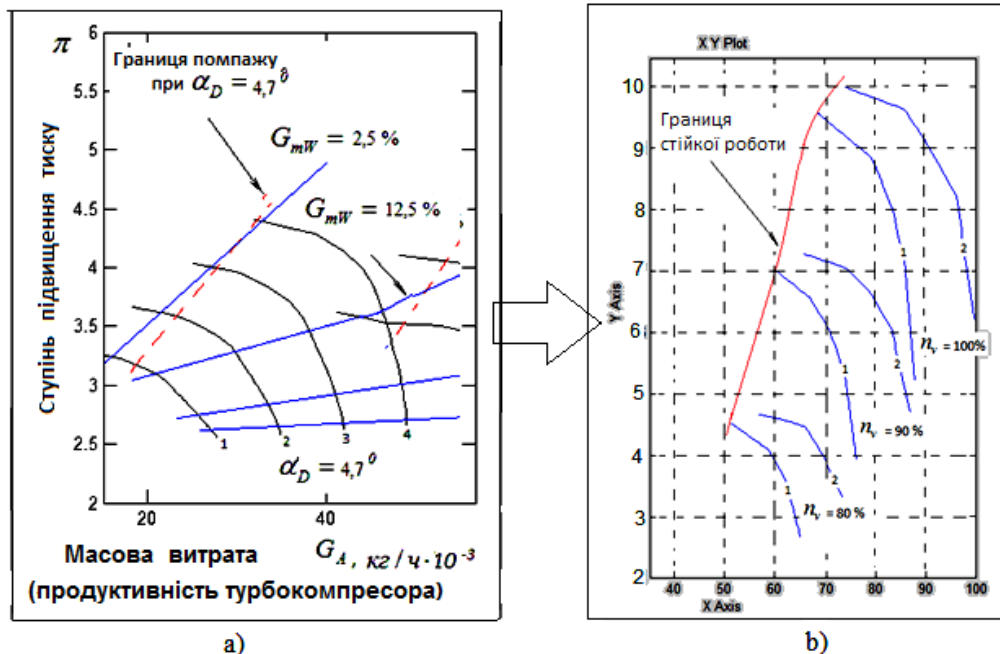 π
6
5.5
5
4.5
4
3.5
3
2.5
2
Ступінь підвищення тиску
Границя помпажу
при α_D = 4,7^∂
G_mW = 2,5 %
G_mW = 12,5 %
1
2
3
4
α_D = 4,7⁰
20
40
Масова витрата G_A, кг / ч · 10⁻³
(продуктивність турбокомпресора)
a)
X Y Plot
10
9
8
7
6
5
4
3
2
Y Axis
Границя
стійкої роботи
1
2
n_v = 100%
1
2
n_v = 90 %
1
2
n_v = 80 %
40
50
60
70
80
90
100
X Axis
b)